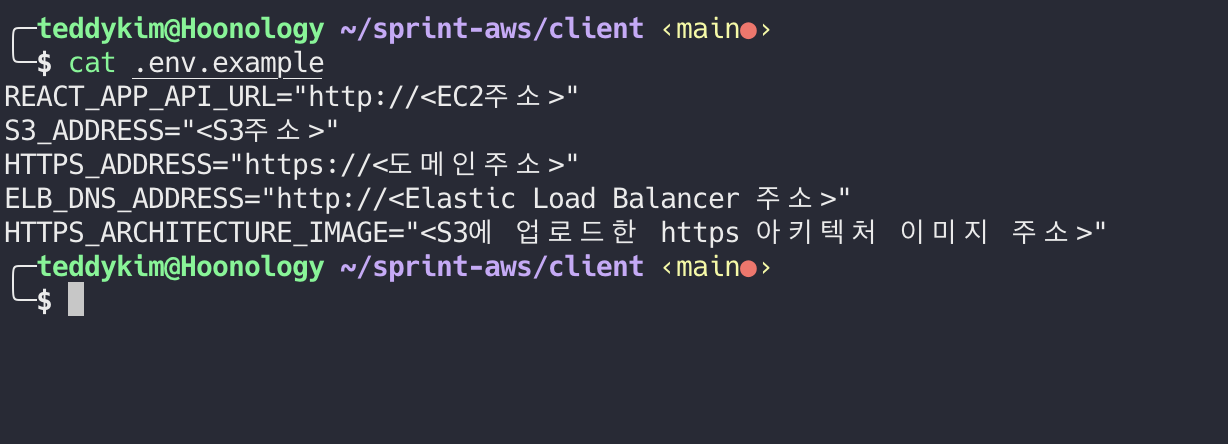 teddykim@Hoonology ~/sprint-aws/client ‹main●›
$ cat .env.example
REACT_APP_API_URL="http://<EC2주소>"
S3_ADDRESS="<S3주소>"
HTTPS_ADDRESS="https://<도메인주소>"
ELB_DNS_ADDRESS="http://<Elastic Load Balancer 주소>"
HTTPS_ARCHITECTURE_IMAGE="<S3에 업로드한 https 아키텍처 이미지 주소>"
teddykim@Hoonology ~/sprint-aws/client ‹main●›
$